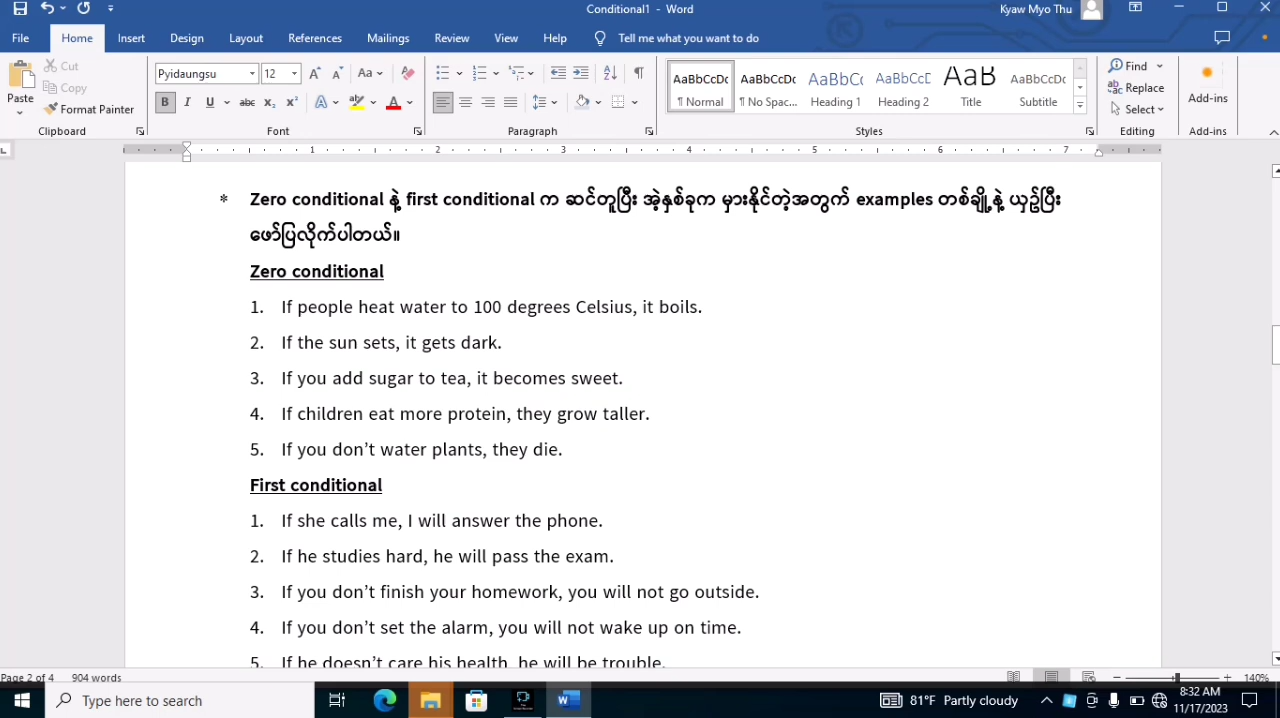 Conditional1 - Word
Kyaw Myo Thu
File Home Insert Design Layout References Mailings Review View Help Tell me what you want to do
Paste
Cut
Copy
Format Painter
Clipboard
Pyidaungsu 12
Font
Paragraph
AaBbCcDc AaBbCcDc AaBbCc AaBbCcDc AaB AaBbCcDc
¶ Normal ¶ No Spac... Heading 1 Heading 2 Title Subtitle
Styles
Find
Replace
Select
Editing
Add-ins
Add-ins
1 2 3 4 5 6 7
* Zero conditional နဲ့ first conditional က ဆင်တူပြီး အဲ့နှစ်ခုက မှားနိုင်တဲ့အတွက် examples တစ်ချို့နဲ့ ယှဉ်ပြီး
ဖော်ပြလိုက်ပါတယ်။
Zero conditional
1. If people heat water to 100 degrees Celsius, it boils.
2. If the sun sets, it gets dark.
3. If you add sugar to tea, it becomes sweet.
4. If children eat more protein, they grow taller.
5. If you don’t water plants, they die.
First conditional
1. If she calls me, I will answer the phone.
2. If he studies hard, he will pass the exam.
3. If you don’t finish your homework, you will not go outside.
4. If you don’t set the alarm, you will not wake up on time.
5. If he doesn’t care his health, he will be trouble.
Page 2 of 4 904 words
140%
Type here to search
81°F Partly cloudy
8:32 AM
11/17/2023